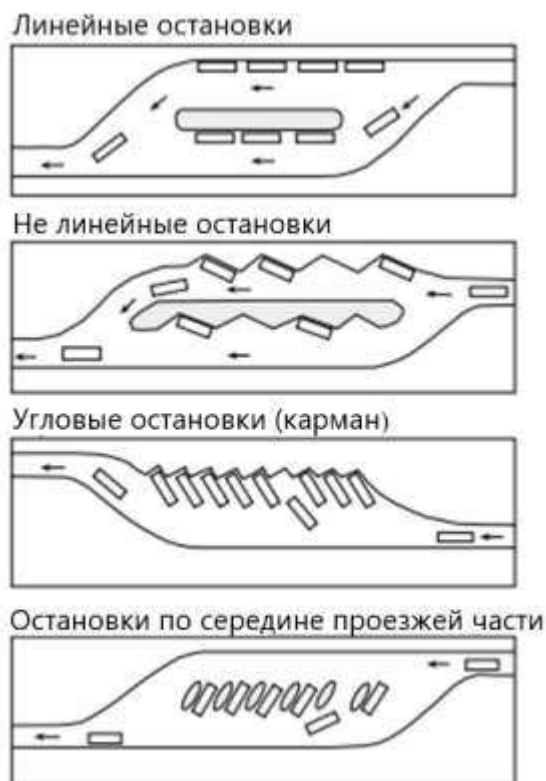 Линейные остановки
Не линейные остановки
Угловые остановки (карман)
Остановки по середине проезжей части